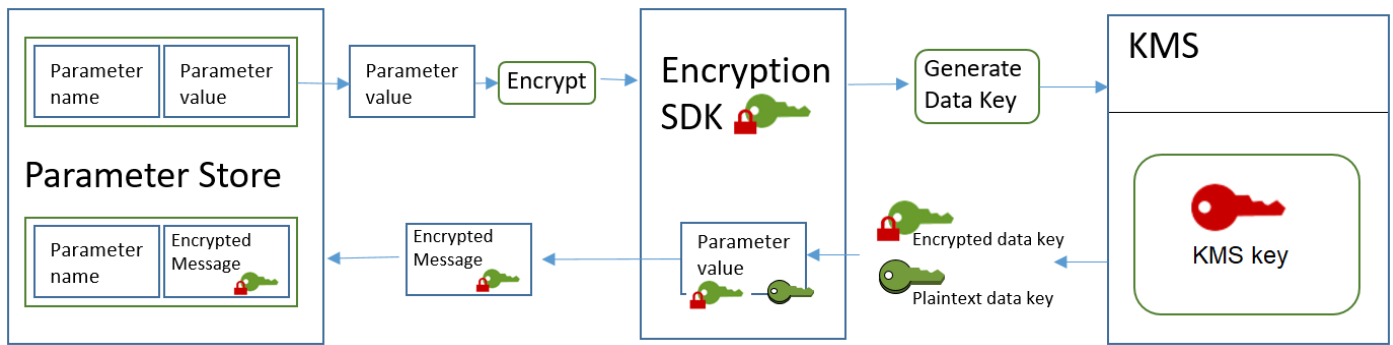 Parameter
name
Parameter
value
Parameter
value
Encrypt
Encryption
SDK
Generate
Data Key
KMS
Parameter Store
Parameter
name
Encrypted
Message
Encrypted
Message
Parameter
value
Encrypted data key
Plaintext data key
KMS key